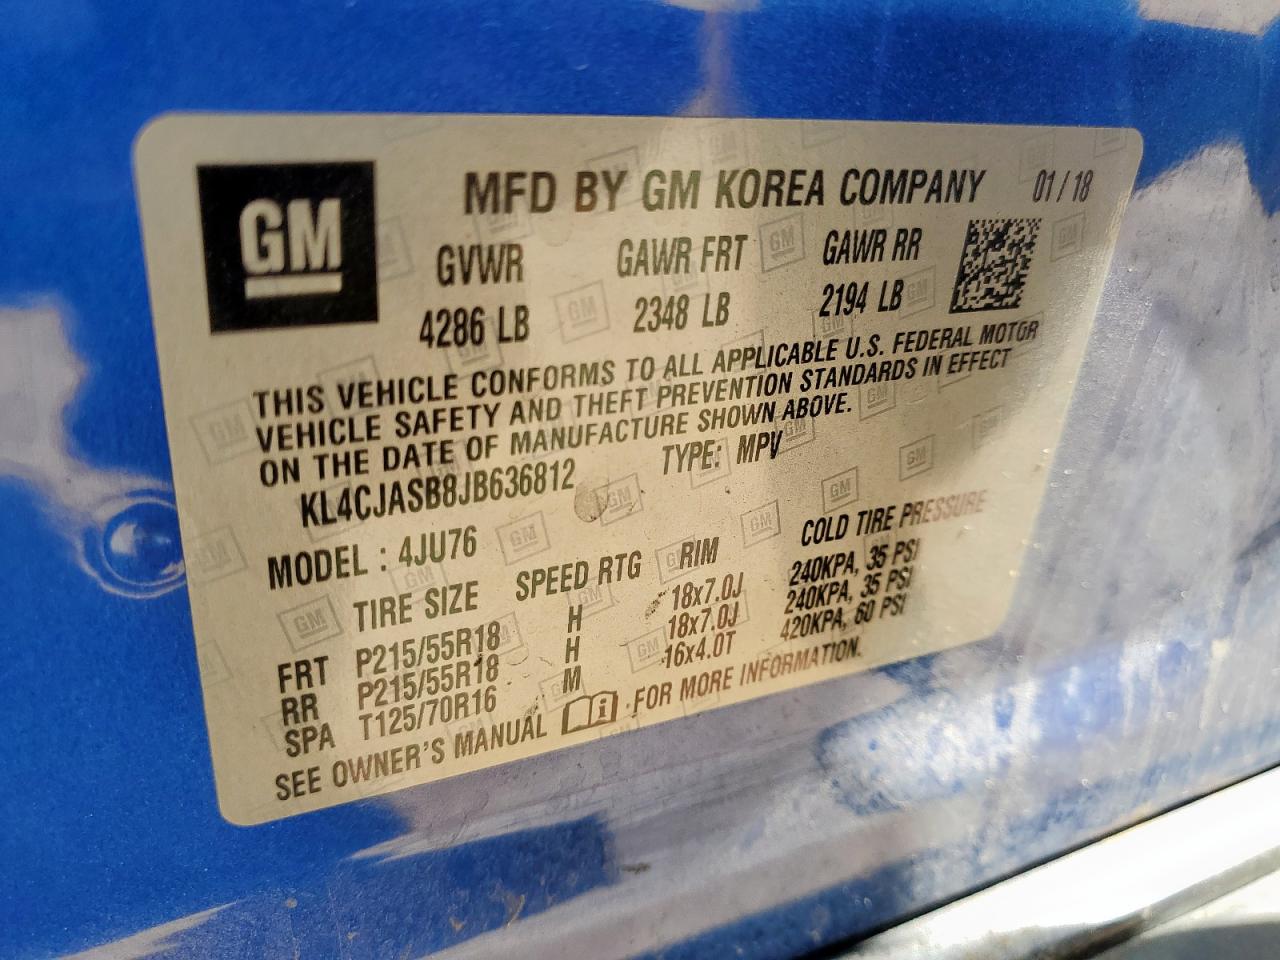 GM
MFD BY GM KOREA COMPANY 01/18
GVWR GAWR FRT GAWR RR
4286 LB 2348 LB 2194 LB
THIS VEHICLE CONFORMS TO ALL APPLICABLE U.S. FEDERAL MOTOR
VEHICLE SAFETY AND THEFT PREVENTION STANDARDS IN EFFECT
ON THE DATE OF MANUFACTURE SHOWN ABOVE.
KL4CJASB8JB636812 TYPE: MPV
MODEL : 4JU76
TIRE SIZE SPEED RTG RIM COLD TIRE PRESSURE
FRT P215/55R18 H 18x7.0J 240KPA, 35 PSI
RR P215/55R18 H 18x7.0J 240KPA, 35 PSI
SPA T125/70R16 M 16x4.0T 420KPA, 60 PSI
SEE OWNER'S MANUAL FOR MORE INFORMATION.